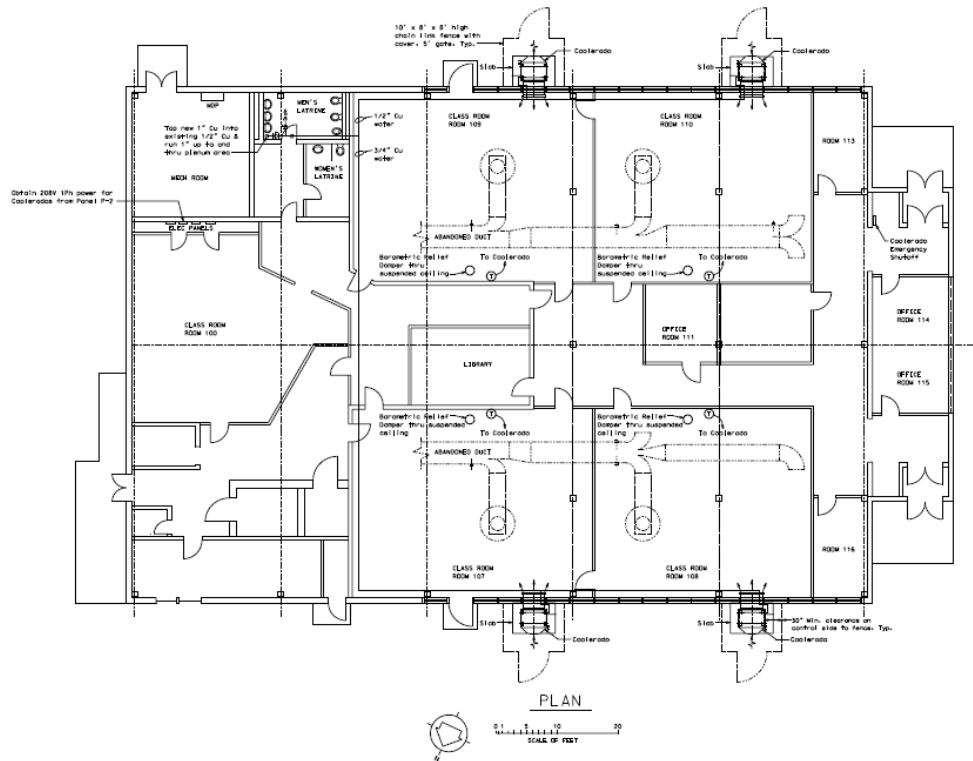 10' x 8' x 8' high
chain link fence with
cover. 5' gate. Typ.
Slab
Coolerado
Slab
Coolerado
MDP
MEN'S
LATRINE
Tap new 1" Cu into
existing 1/2" Cu &
run 1" up to and
thru plenum area
MECH ROOM
WOMEN'S
LATRINE
1/2" Cu
water
3/4" Cu
water
CLASS ROOM
ROOM 109
CLASS ROOM
ROOM 110
ROOM 113
Obtain 208V 1Ph power for
Coolerados from Panel P-2
ELEC PANELS
ABANDONED DUCT
Barometric Relief
Damper thru
suspended ceiling
To Coolerado
T
Barometric Relief
Damper thru
suspended ceiling
To Coolerado
T
Coolerado
Emergency
Shutoff
CLASS ROOM
ROOM 100
OFFICE
ROOM 111
OFFICE
ROOM 114
LIBRARY
OFFICE
ROOM 115
Barometric Relief
Damper thru suspended
ceiling
To Coolerado
T
Barometric Relief
Damper thru suspended
ceiling
To Coolerado
T
ABANDONED DUCT
CLASS ROOM
ROOM 107
CLASS ROOM
ROOM 108
ROOM 116
Slab
Coolerado
Slab
30" Min. clearance on
control side to fence. Typ.
Coolerado
PLAN
N
0 1 5 10 20
SCALE OF FEET